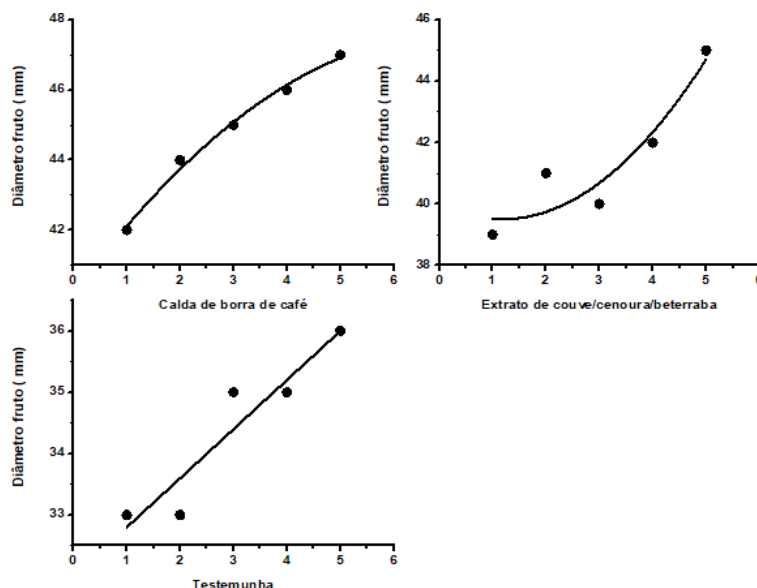 48
46
44
42
Diâmetro fruto ( mm)
0 1 2 3 4 5 6
Calda de borra de café
46
44
42
40
38
Diâmetro fruto ( mm)
0 1 2 3 4 5 6
Extrato de couve/cenoura/beterraba
36
35
34
33
Diâmetro fruto ( mm)
0 1 2 3 4 5 6
Testemunha